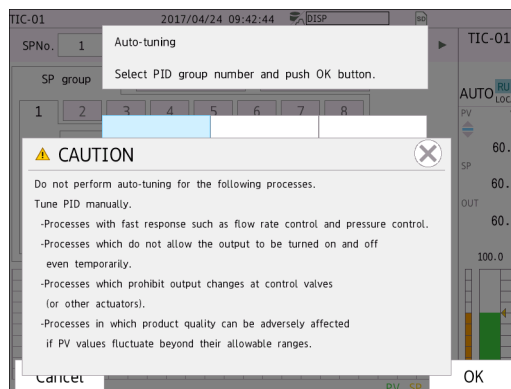 TIC-01 2017/04/24 09:42:44 DISP SD
SPNo. 1
TIC-01
Auto-tuning
Select PID group number and push OK button.
SP group
1 2 3 4 5 6 7 8
AUTO RU
LOC
PV
60.
SP
60.
OUT
60.
100.0
CAUTION
Do not perform auto-tuning for the following processes.
Tune PID manually.
-Processes with fast response such as flow rate control and pressure control.
-Processes which do not allow the output to be turned on and off
even temporarily.
-Processes which prohibit output changes at control valves
(or other actuators).
-Processes in which product quality can be adversely affected
if PV values fluctuate beyond their allowable ranges.
Cancel
PV SP
OK